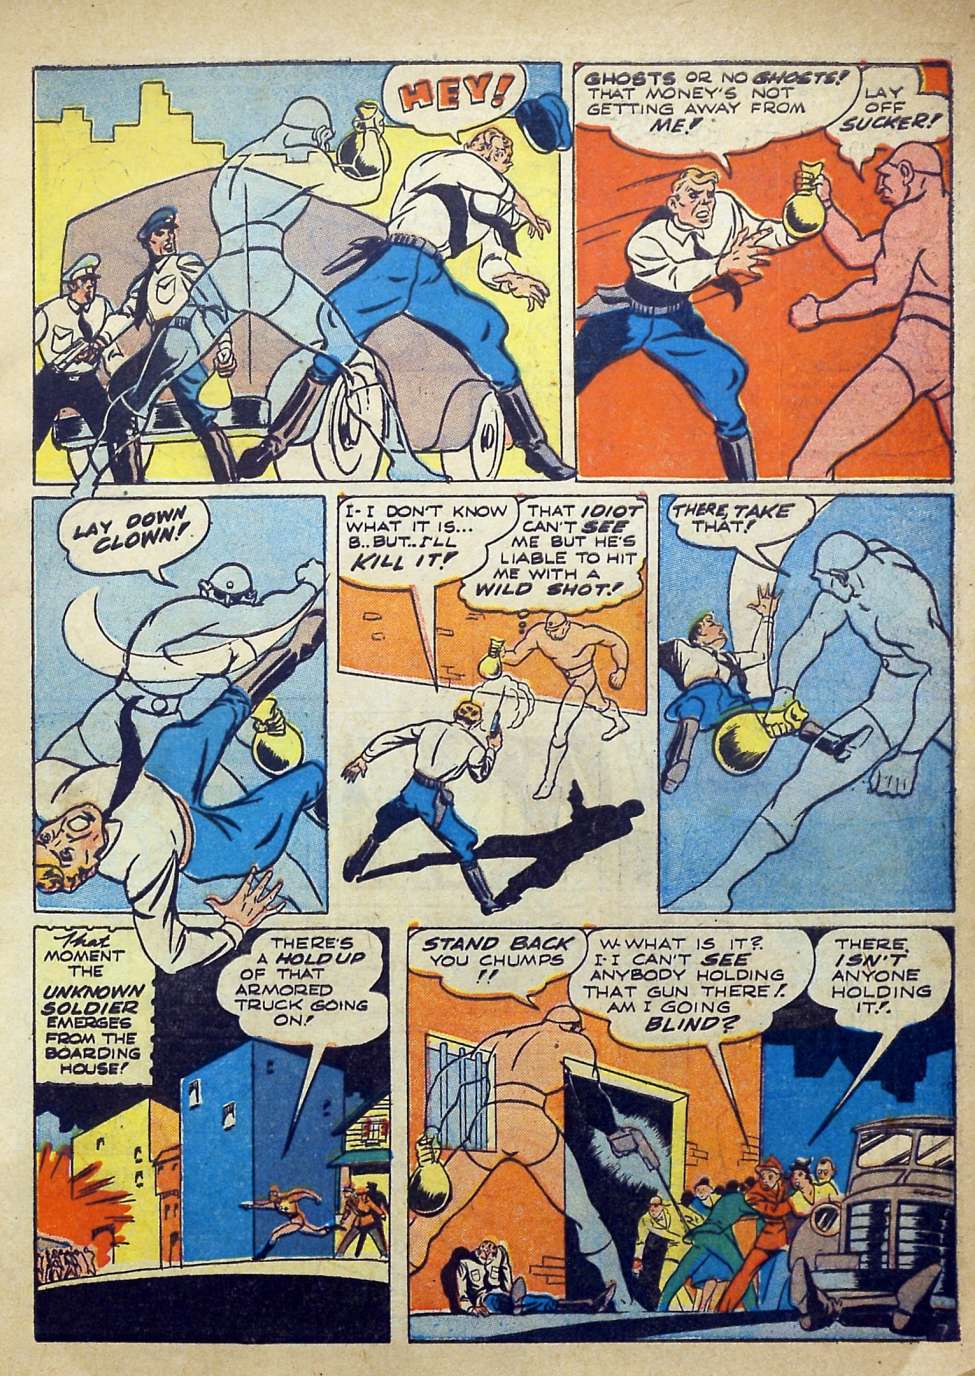 HEY!
GHOSTS OR NO GHOSTS!
THAT MONEY'S NOT
GETTING AWAY FROM
ME!
LAY
OFF
SUCKER!
LAY DOWN
CLOWN!
I-I DON'T KNOW
WHAT IT IS...
B..BUT..I'LL
KILL IT!
THAT IDIOT
CAN'T SEE
ME BUT HE'S
LIABLE TO HIT
ME WITH A
WILD SHOT!
THERE, TAKE
THAT!
That
MOMENT
THE
UNKNOWN
SOLDIER
EMERGES
FROM THE
BOARDING
HOUSE!
THERE'S
A HOLDUP
OF THAT
ARMORED
TRUCK GOING
ON!
STAND BACK
YOU CHUMPS
!!
W-WHAT IS IT?
I-I CAN'T SEE
ANYBODY HOLDING
THAT GUN THERE!
AM I GOING
BLIND?
THERE
ISN'T
ANYONE
HOLDING
IT!
7